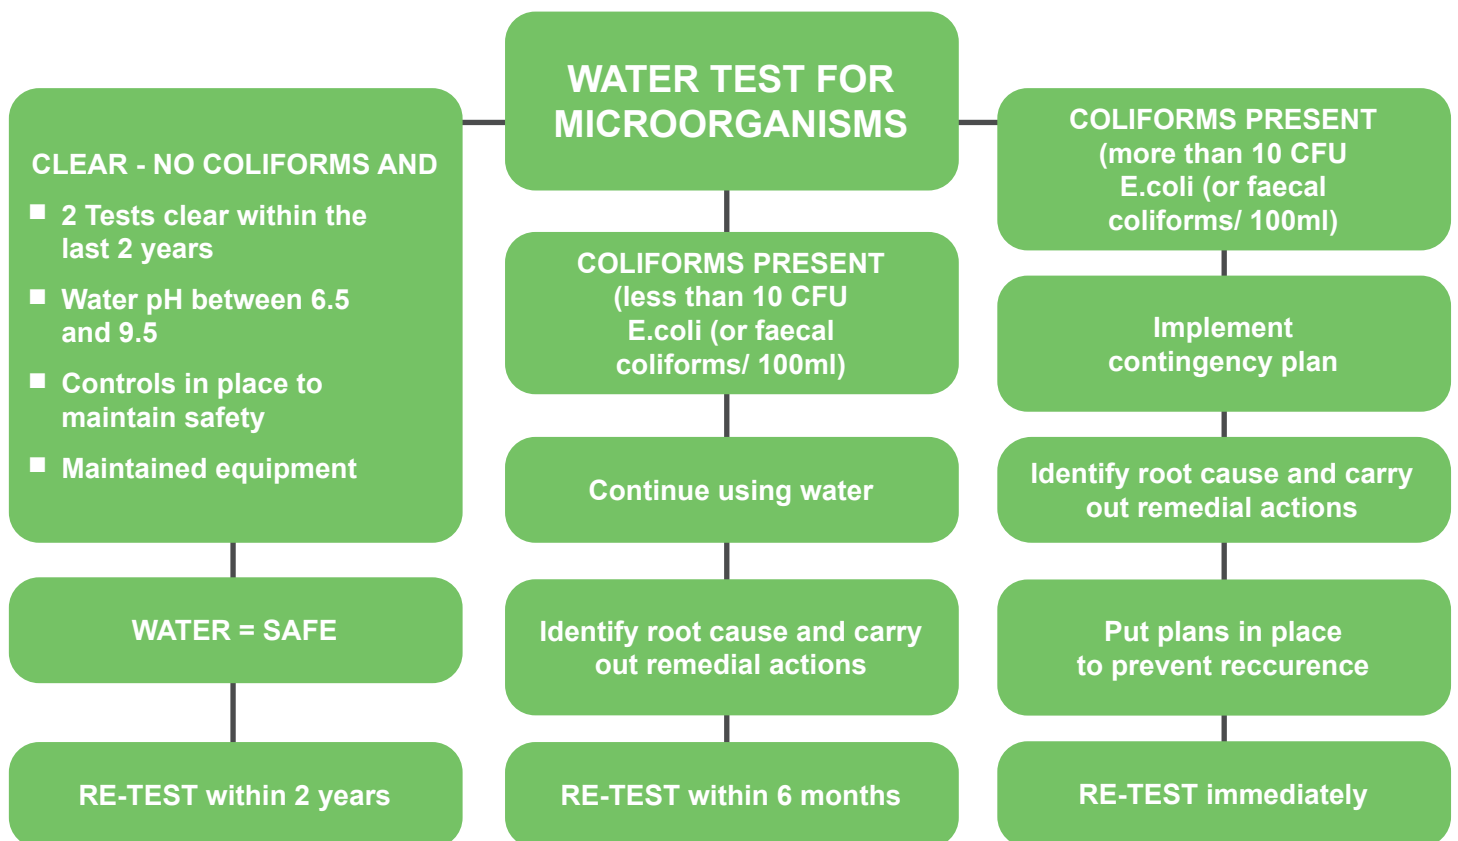 WATER TEST FOR
MICROORGANISMS
CLEAR - NO COLIFORMS AND
■ 2 Tests clear within the
last 2 years
■ Water pH between 6.5
and 9.5
■ Controls in place to
maintain safety
■ Maintained equipment
WATER = SAFE
RE-TEST within 2 years
COLIFORMS PRESENT
(less than 10 CFU
E.coli (or faecal
coliforms/ 100ml)
Continue using water
Identify root cause and carry
out remedial actions
RE-TEST within 6 months
COLIFORMS PRESENT
(more than 10 CFU
E.coli (or faecal
coliforms/ 100ml)
Implement
contingency plan
Identify root cause and carry
out remedial actions
Put plans in place
to prevent reccurence
RE-TEST immediately